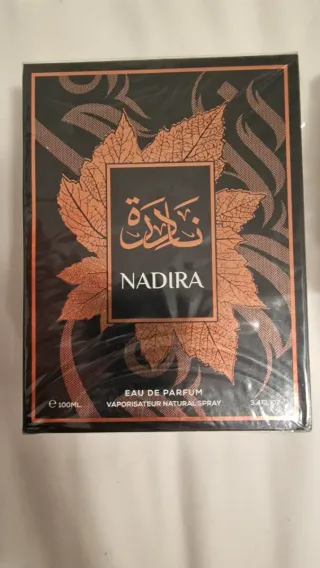 نادرة
NADIRA
EAU DE PARFUM
℮ 100ML.
VAPORISATEUR NATURAL SPRAY
3.4FL.OZ